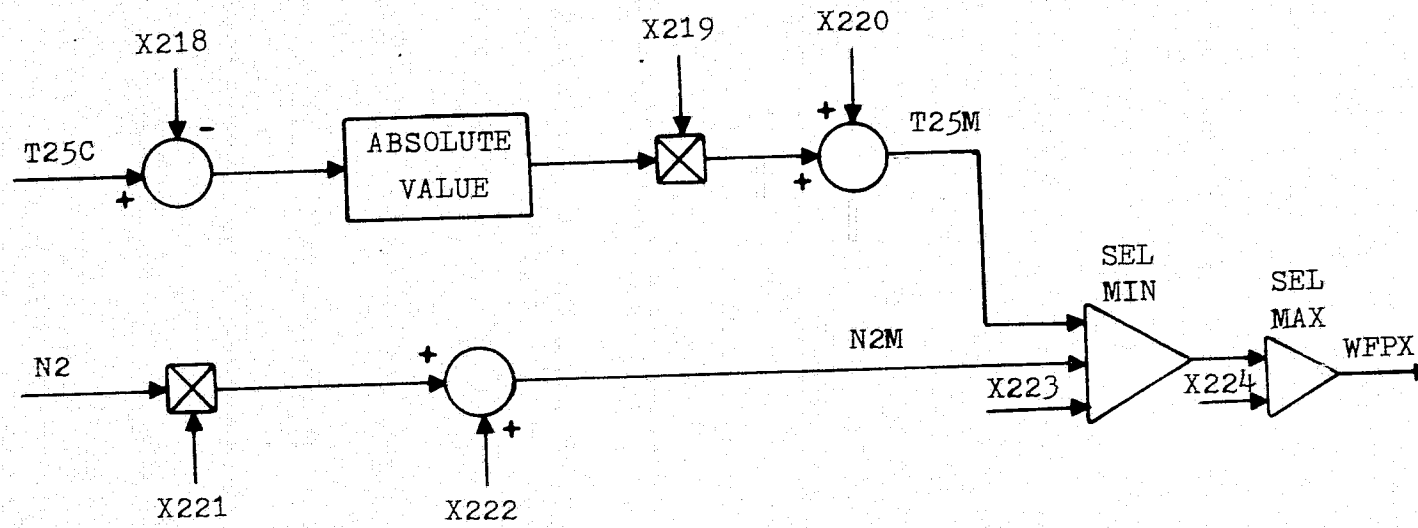 X218
X219
X220
T25C
-
+
ABSOLUTE
VALUE
+
+
T25M
SEL
MIN
SEL
MAX
N2
+
+
N2M
X223
X224
WFPX
X221
X222